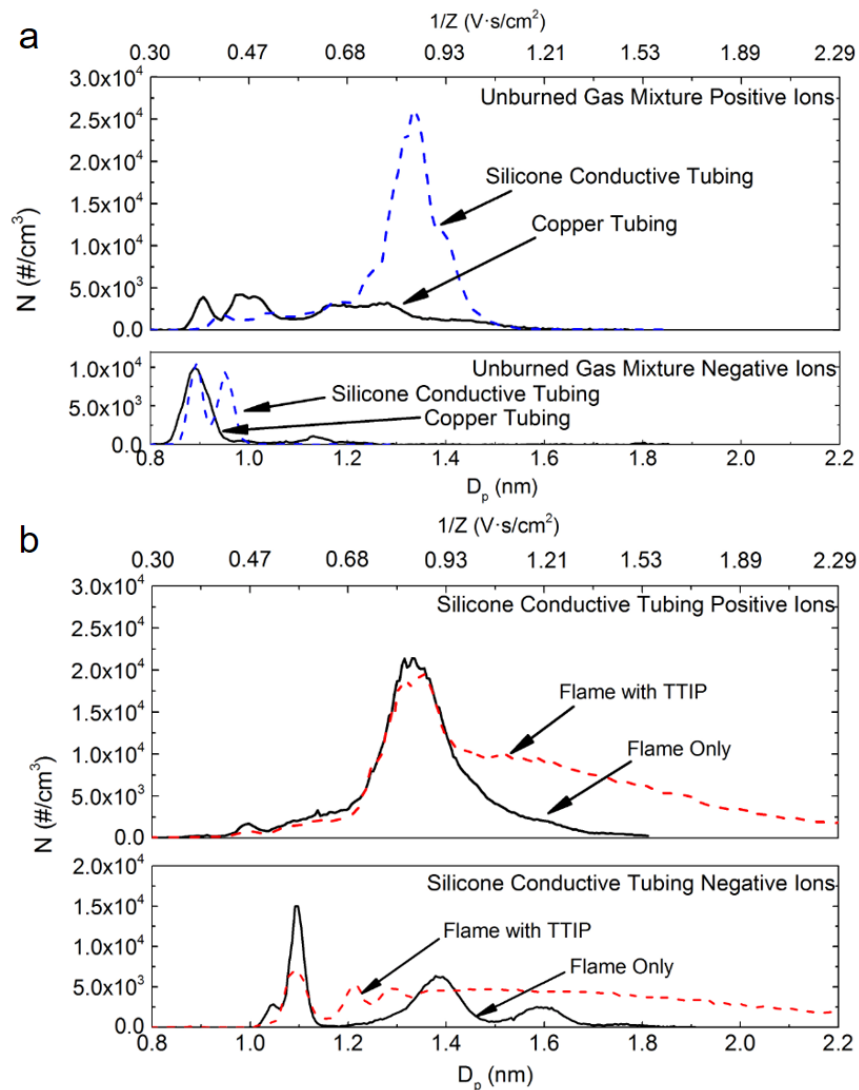 a
1/Z (V·s/cm²)
0.30 0.47 0.68 0.93 1.21 1.53 1.89 2.29
Unburned Gas Mixture Positive Ions
Silicone Conductive Tubing
Copper Tubing
N (#/cm³)
3.0x10⁴
2.5x10⁴
2.0x10⁴
1.5x10⁴
1.0x10⁴
5.0x10³
0.0
Unburned Gas Mixture Negative Ions
Silicone Conductive Tubing
Copper Tubing
1.0x10⁴
5.0x10³
0.0
0.8 1.0 1.2 1.4 1.6 1.8 2.0 2.2
Dₚ (nm)
b
1/Z (V·s/cm²)
0.30 0.47 0.68 0.93 1.21 1.53 1.89 2.29
Silicone Conductive Tubing Positive Ions
Flame with TTIP
Flame Only
N (#/cm³)
3.0x10⁴
2.5x10⁴
2.0x10⁴
1.5x10⁴
1.0x10⁴
5.0x10³
0.0
Silicone Conductive Tubing Negative Ions
Flame with TTIP
Flame Only
2.0x10⁴
1.5x10⁴
1.0x10⁴
5.0x10³
0.0
0.8 1.0 1.2 1.4 1.6 1.8 2.0 2.2
Dₚ (nm)